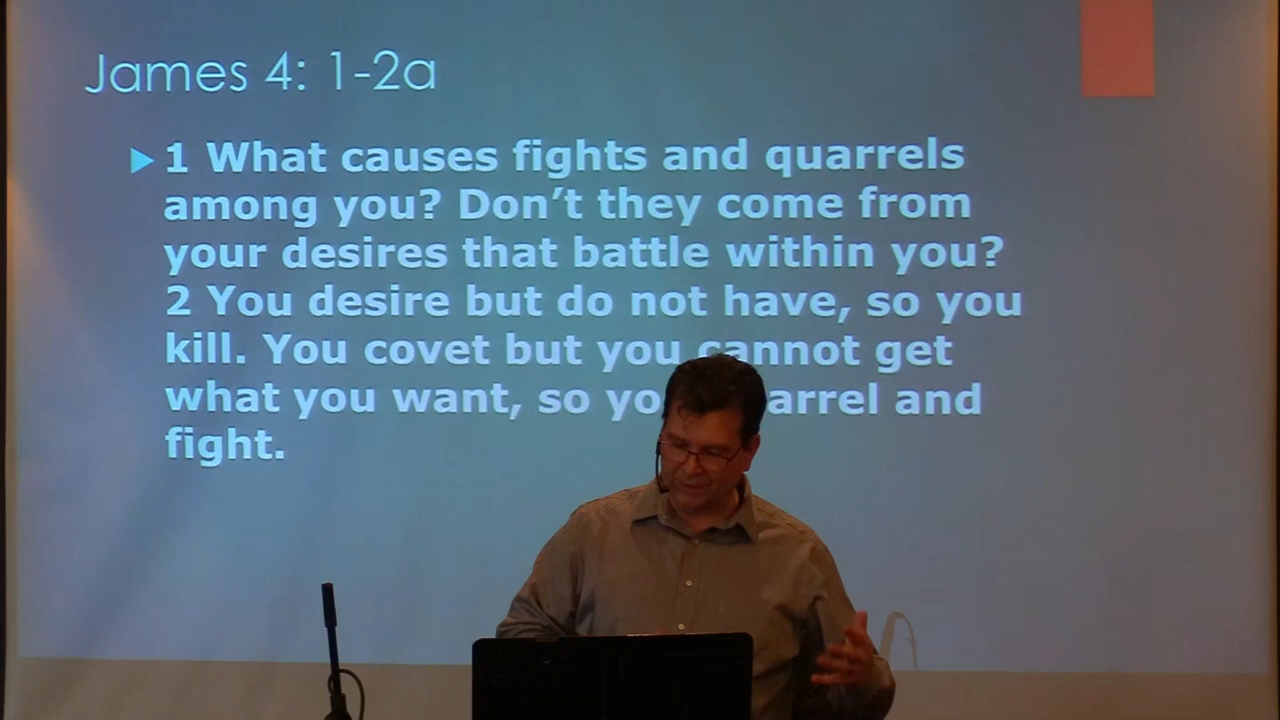 James 4: 1-2a
1 What causes fights and quarrels
among you? Don’t they come from
your desires that battle within you?
2 You desire but do not have, so you
kill. You covet but you cannot get
what you want, so you quarrel and
fight.